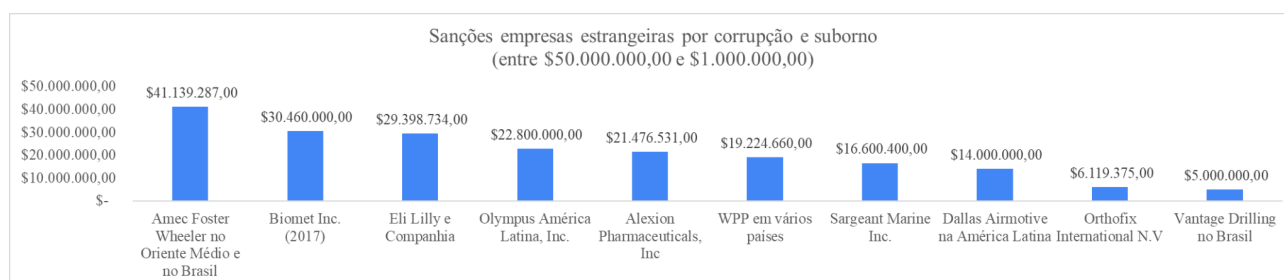 Sanções empresas estrangeiras por corrupção e suborno
(entre $50.000.000,00 e $1.000.000,00)
$50.000.000,00
$40.000.000,00
$30.000.000,00
$20.000.000,00
$10.000.000,00
$-
$41.139.287,00
$30.460.000,00
$29.398.734,00
$22.800.000,00
$21.476.531,00
$19.224.660,00
$16.600.400,00
$14.000.000,00
$6.119.375,00
$5.000.000,00
Amec Foster
Wheeler no
Oriente Médio e
no Brasil
Biomet Inc.
(2017)
Eli Lilly e
Companhia
Olympus América
Latina, Inc.
Alexion
Pharmaceuticals,
Inc
WPP em vários
países
Sargeant Marine
Inc.
Dallas Airmotive
na América Latina
Orthofix
International N.V
Vantage Drilling
no Brasil